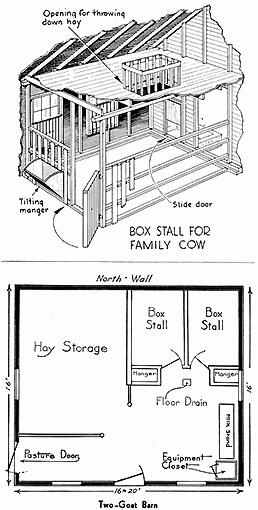 Opening for throwing
down hay
Tilting
manger
Slide door
BOX STALL FOR
FAMILY COW
North - Wall
Box
Stall
Box
Stall
Hay Storage
Manger
Manger
Floor Drain
Milk Stand
16'
16'
Pasture Door
Equipment
Closet
16 x 20'
Two-Goat Barn